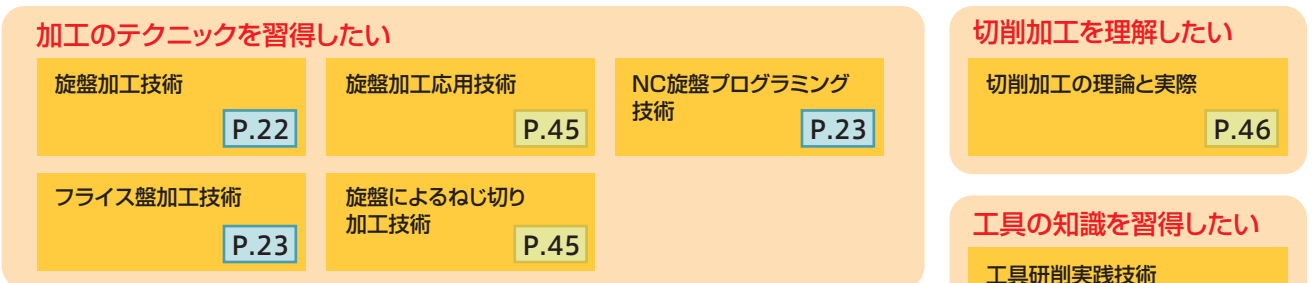 加工のテクニックを習得したい
旋盤加工技術
P.22
旋盤加工応用技術
P.45
NC旋盤プログラミング
技術
P.23
フライス盤加工技術
P.23
旋盤によるねじ切り
加工技術
P.45
切削加工を理解したい
切削加工の理論と実際
P.46
工具の知識を習得したい
工具研削実践技術